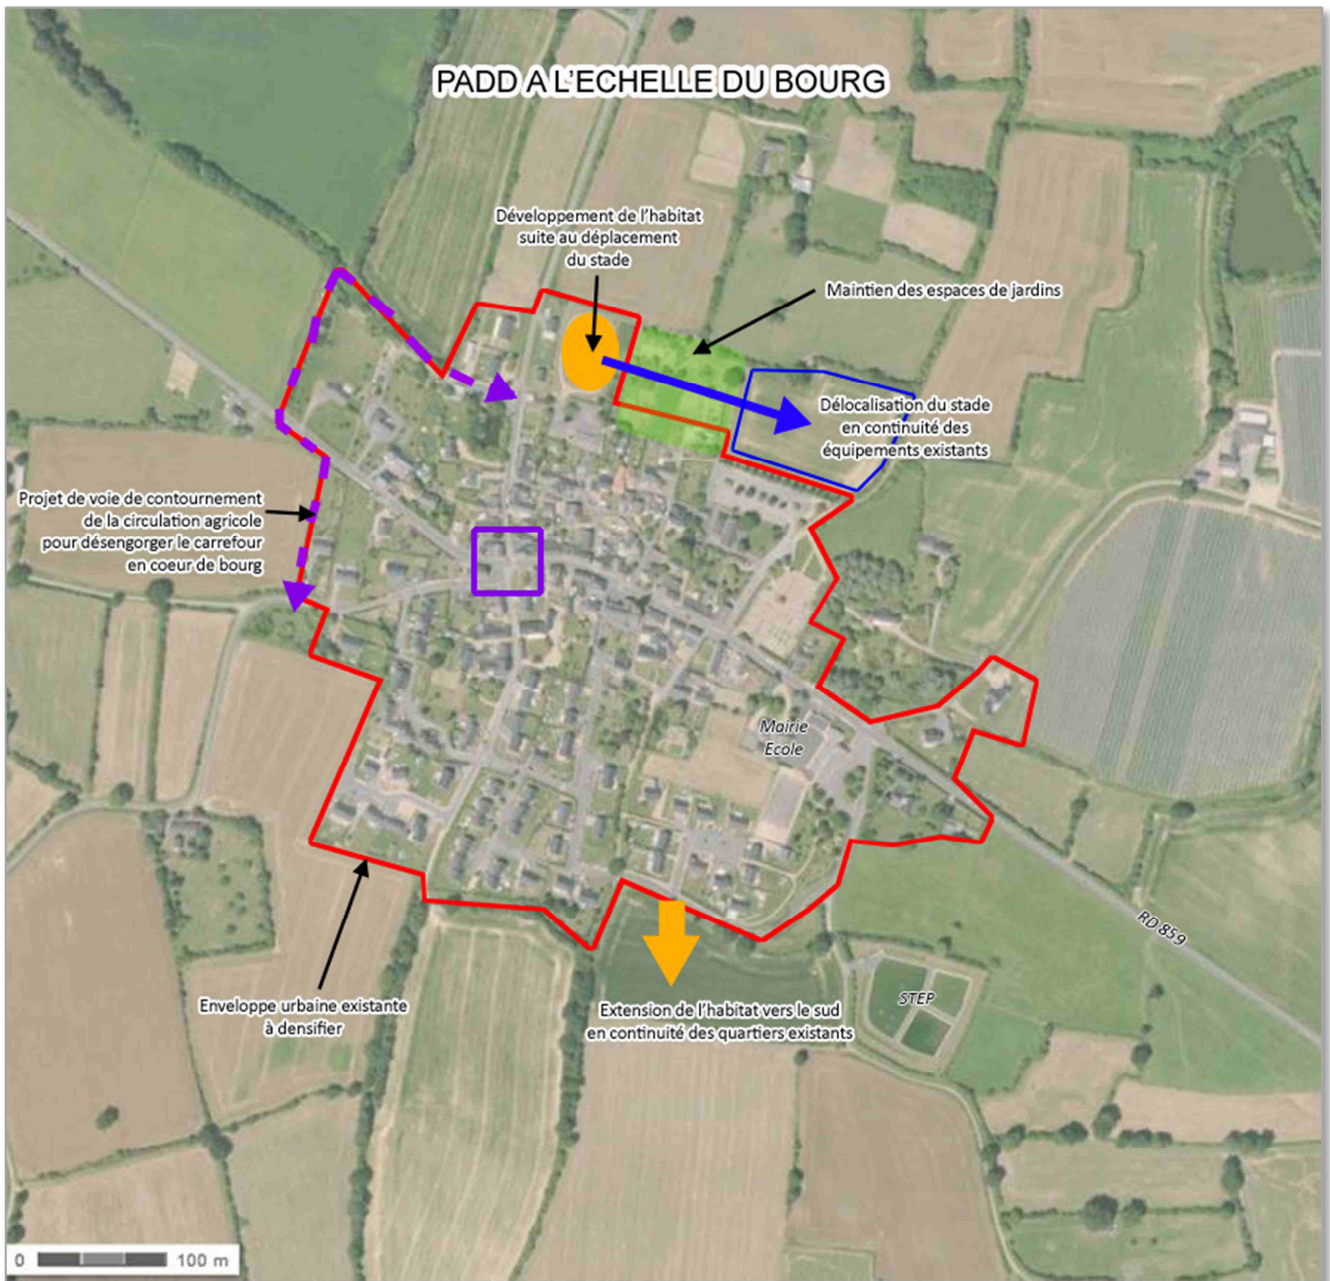 PADD A L'ECHELLE DU BOURG
Développement de l'habitat
suite au déplacement
du stade
Maintien des espaces de jardins
Délocalisation du stade
en continuité des
équipements existants
Projet de voie de contournement
de la circulation agricole
pour désengorger le carrefour
en coeur de bourg
Mairie
Ecole
RD 859
STEP
Enveloppe urbaine existante
à densifier
Extension de l'habitat vers le sud
en continuité des quartiers existants
0 100 m